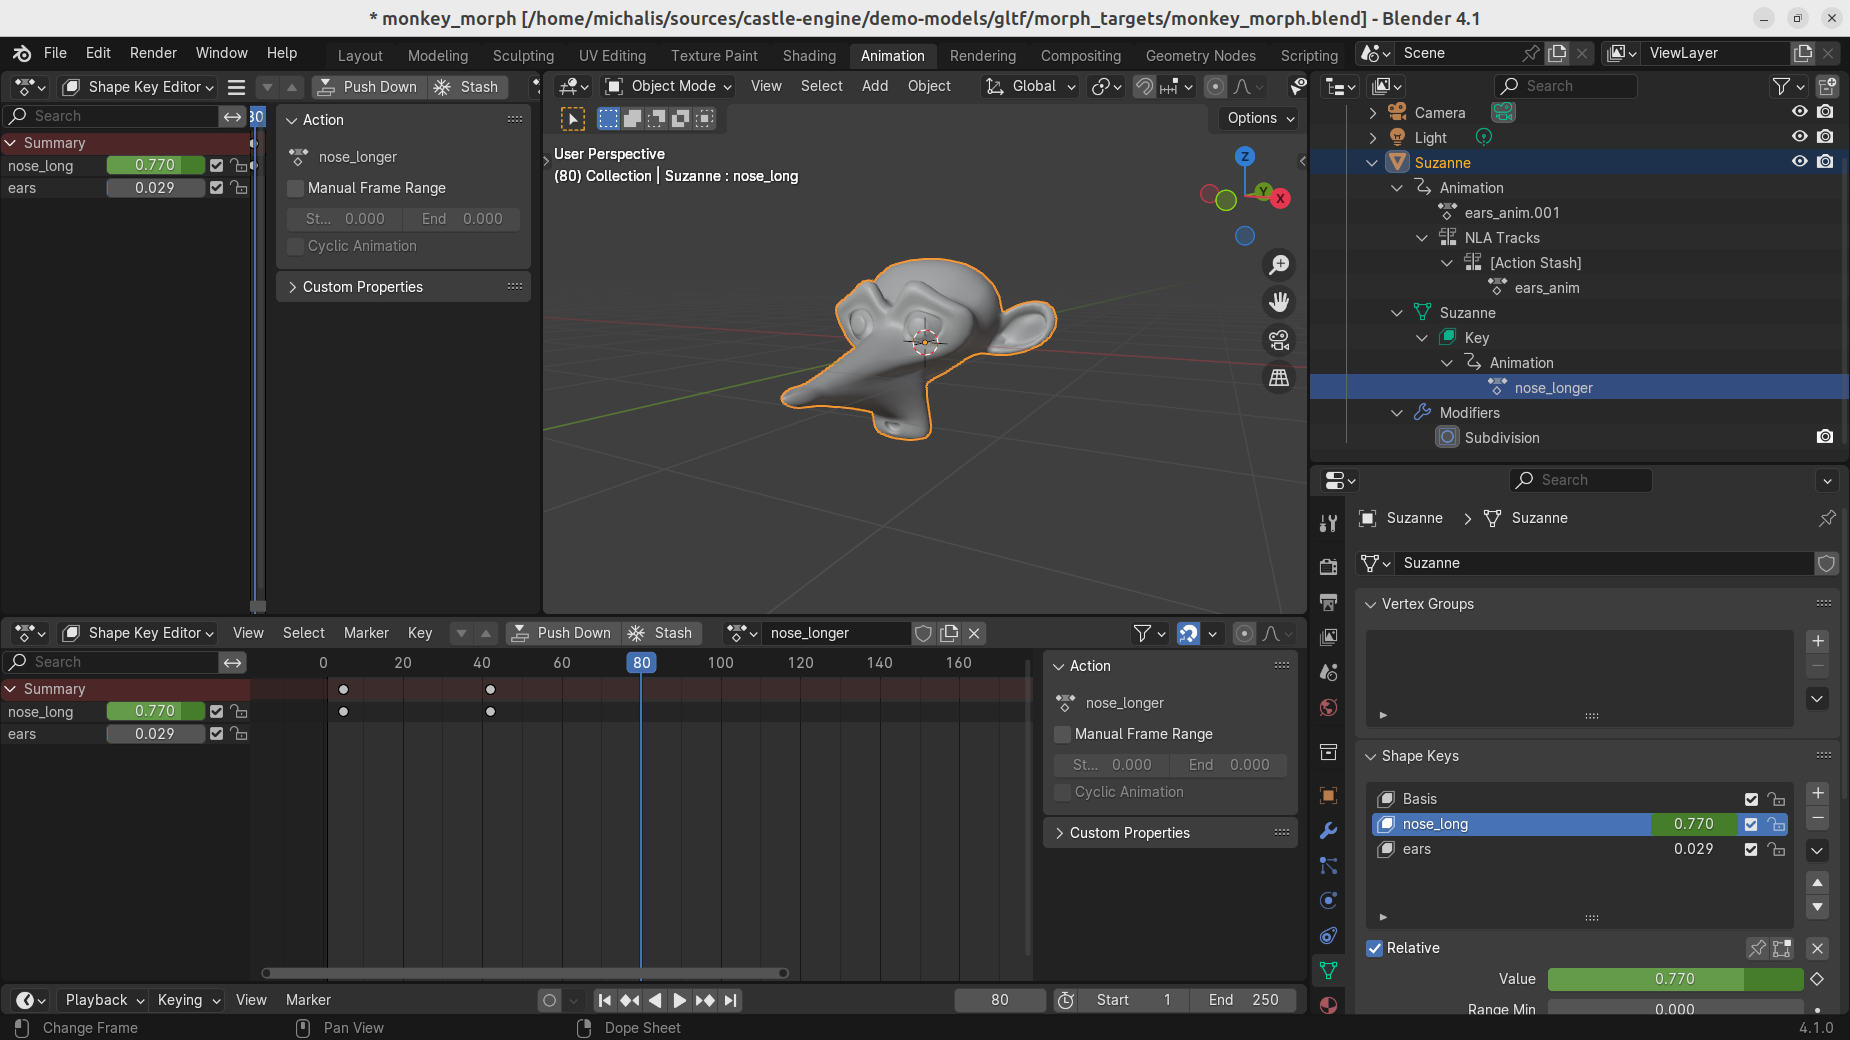 * monkey_morph [/home/michalis/sources/castle-engine/demo-models/gltf/morph_targets/monkey_morph.blend] - Blender 4.1
File Edit Render Window Help Layout Modeling Sculpting UV Editing Texture Paint Shading Animation Rendering Compositing Geometry Nodes Scripting Scene ViewLayer
Shape Key Editor Push Down Stash
Search 80
Summary
nose_long 0.770
ears 0.029
Action
nose_longer
Manual Frame Range
St... 0.000 End 0.000
Cyclic Animation
Custom Properties
Object Mode View Select Add Object Global
Options
User Perspective
(80) Collection | Suzanne : nose_long
Z
Y
X
Search
Camera
Light
Suzanne
Animation
ears_anim.001
NLA Tracks
[Action Stash]
ears_anim
Suzanne
Key
Animation
nose_longer
Modifiers
Subdivision
Shape Key Editor View Select Marker Key Push Down Stash nose_longer
Search 0 20 40 60 80 100 120 140 160
Summary
nose_long 0.770
ears 0.029
Action
nose_longer
Manual Frame Range
St... 0.000 End 0.000
Cyclic Animation
Custom Properties
Search
Suzanne Suzanne
Suzanne
Vertex Groups
Shape Keys
Basis
nose_long 0.770
ears 0.029
Relative
Value 0.770
Range Min 0.000
Playback Keying View Marker 80 Start 1 End 250
Change Frame Pan View Dope Sheet 4.1.0